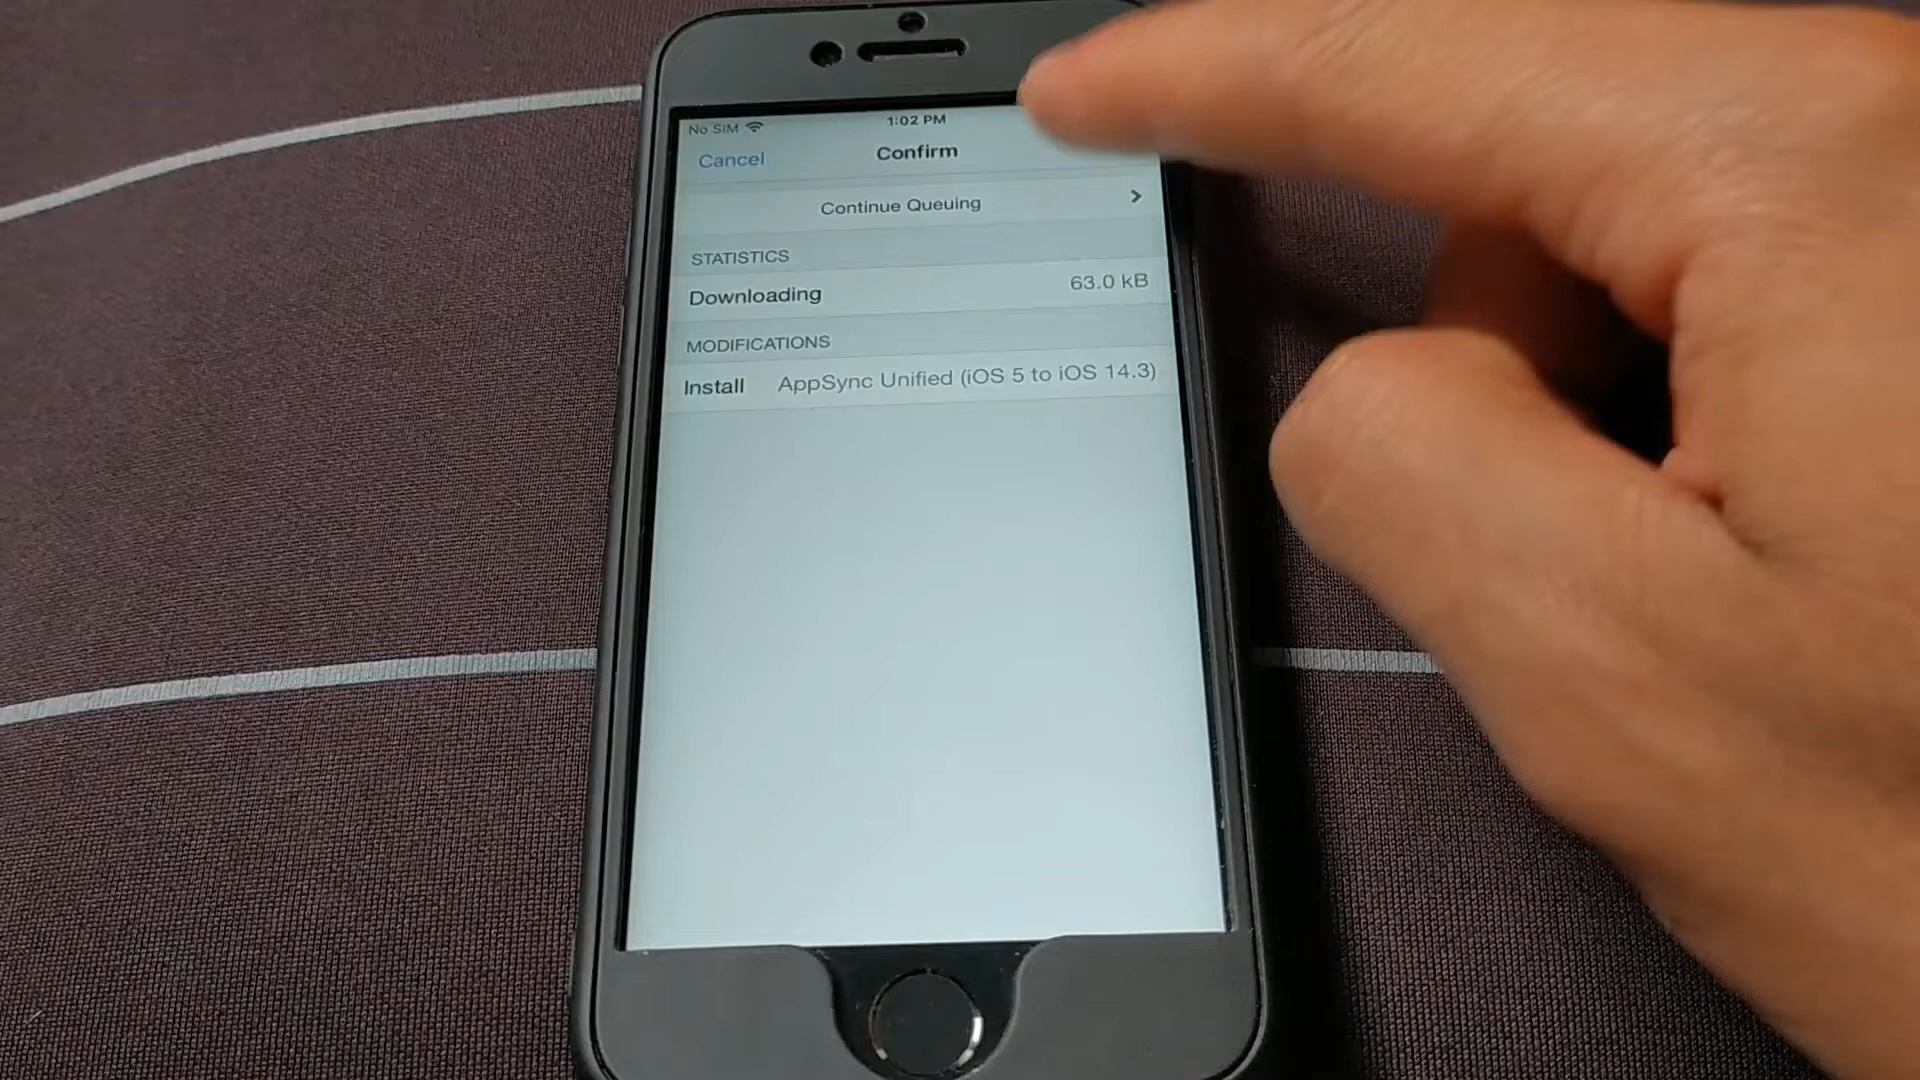 No SIM 1:02 PM
Cancel Confirm
Continue Queuing
STATISTICS
Downloading 63.0 kB
MODIFICATIONS
Install AppSync Unified (iOS 5 to iOS 14.3)